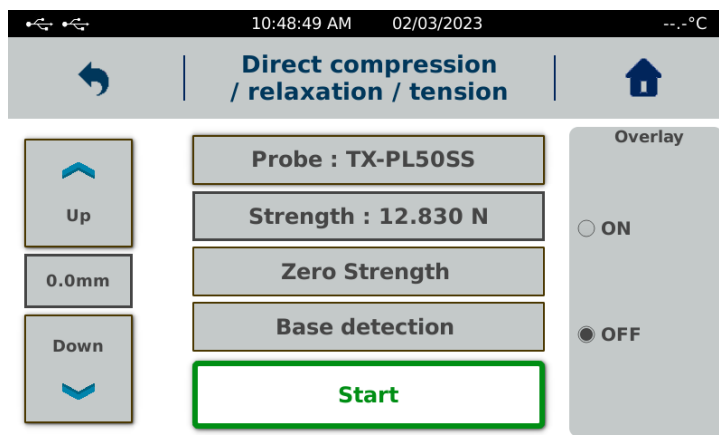 10:48:49 AM 02/03/2023 --.-°C
Direct compression
/ relaxation / tension
Up
0.0mm
Down
Probe : TX-PL50SS
Strength : 12.830 N
Zero Strength
Base detection
Start
Overlay
ON
OFF